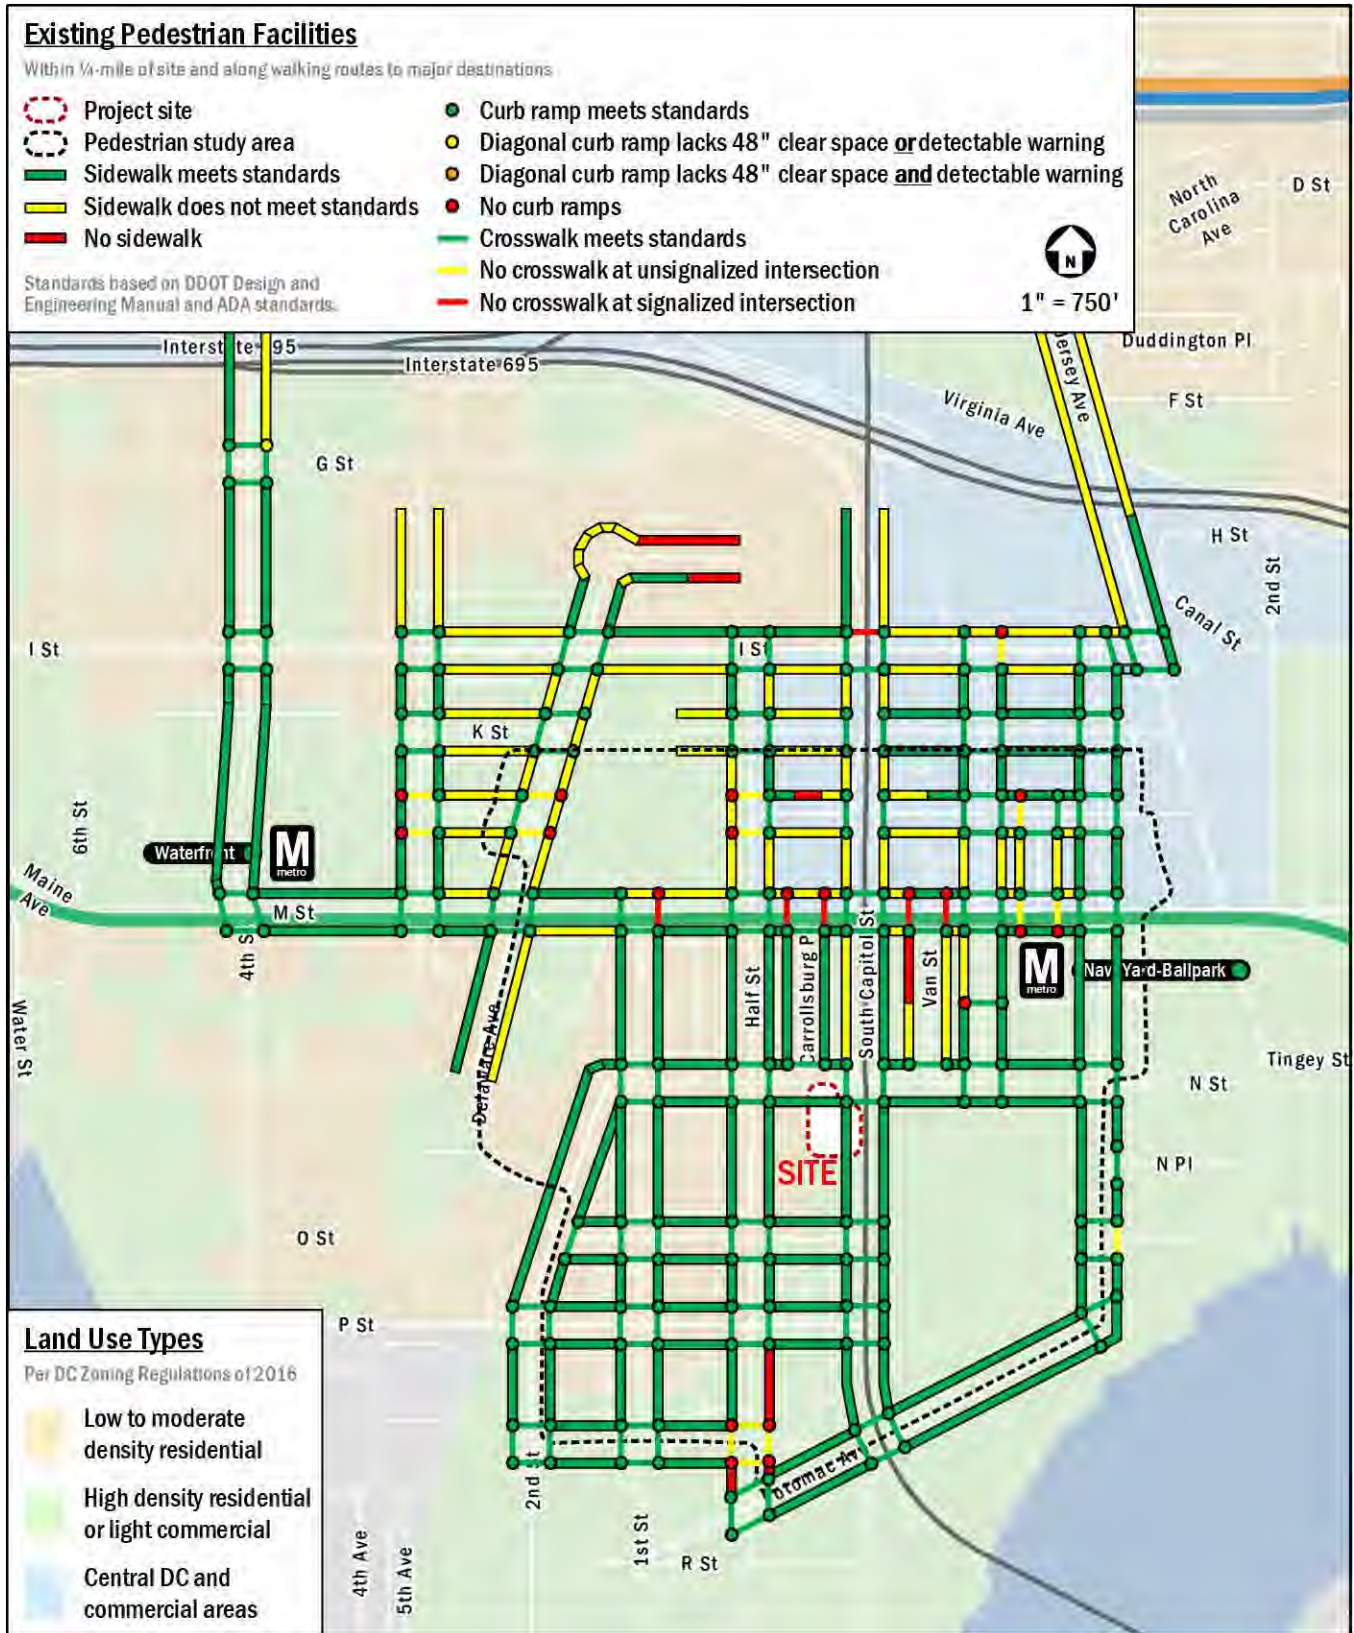 Existing Pedestrian Facilities
Within ¼-mile of site and along walking routes to major destinations
Project site
Pedestrian study area
Sidewalk meets standards
Sidewalk does not meet standards
No sidewalk
Standards based on DDOT Design and
Engineering Manual and ADA standards.
Curb ramp meets standards
Diagonal curb ramp lacks 48" clear space or detectable warning
Diagonal curb ramp lacks 48" clear space and detectable warning
No curb ramps
Crosswalk meets standards
No crosswalk at unsignalized intersection
No crosswalk at signalized intersection
N
1" = 750'
North
Carolina
Ave
D St
Duddington Pl
Interstate 95
Interstate 695
Jersey Ave
F St
Virginia Ave
G St
H St
2nd St
Canal St
I St
I St
K St
6th St
Waterfront
M
metro
Maine
Ave
M St
4th S
Half St
Carrollsburg P
South Capitol St
Van St
M
metro
Navy Yard-Ballpark
Water St
Delaware Ave
Tingey St
N St
SITE
N Pl
O St
P St
Potomac Av
2nd St
1st St
R St
4th Ave
5th Ave
Land Use Types
Per DC Zoning Regulations of 2016
Low to moderate
density residential
High density residential
or light commercial
Central DC and
commercial areas